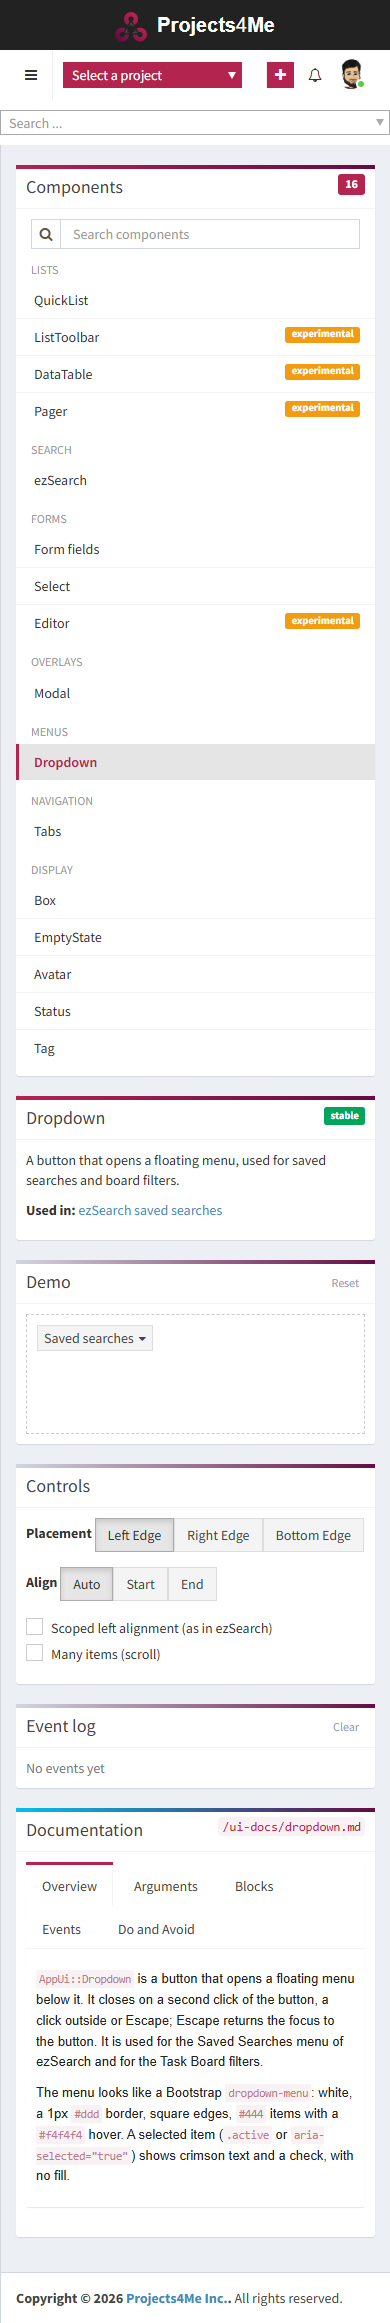 Projects4Me
Select a project
Search ...
Components
16
Search components
LISTS
QuickList
ListToolbar
experimental
DataTable
experimental
Pager
experimental
SEARCH
ezSearch
FORMS
Form fields
Select
Editor
experimental
OVERLAYS
Modal
MENUS
Dropdown
NAVIGATION
Tabs
DISPLAY
Box
EmptyState
Avatar
Status
Tag
Dropdown
stable
A button that opens a floating menu, used for saved
searches and board filters.
Used in: ezSearch saved searches
Demo
Reset
Saved searches
Controls
Placement Left Edge Right Edge Bottom Edge
Align Auto Start End
Scoped left alignment (as in ezSearch)
Many items (scroll)
Event log
Clear
No events yet
Documentation
/ui-docs/dropdown.md
Overview Arguments Blocks
Events Do and Avoid
AppUi::Dropdown is a button that opens a floating menu
below it. It closes on a second click of the button, a
click outside or Escape; Escape returns the focus to
the button. It is used for the Saved Searches menu of
ezSearch and for the Task Board filters.
The menu looks like a Bootstrap dropdown-menu: white,
a 1px #ddd border, square edges, #444 items with a
#f4f4f4 hover. A selected item (.active or aria-
selected="true") shows crimson text and a check, with
no fill.
Copyright © 2026 Projects4Me Inc.. All rights reserved.